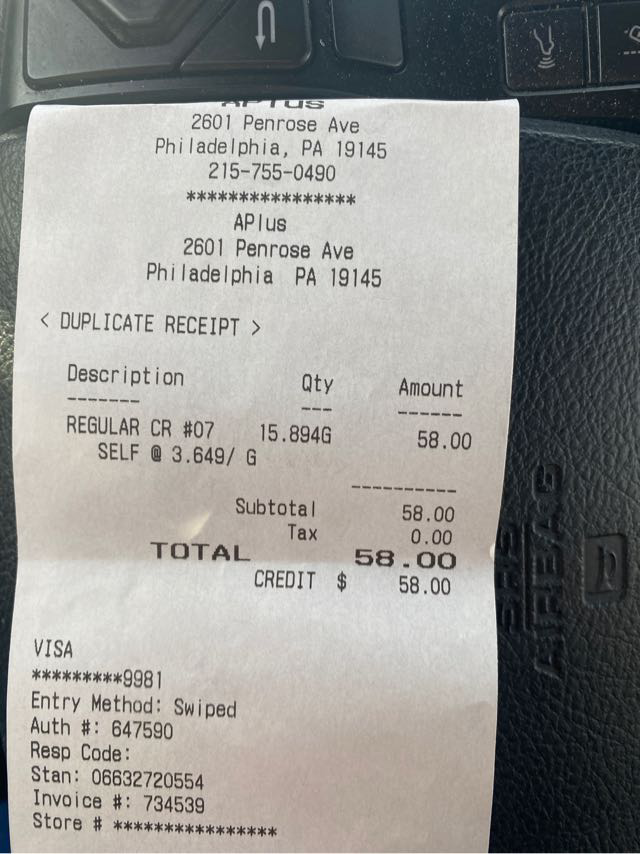 APlus
2601 Penrose Ave
Philadelphia, PA 19145
215-755-0490
****************
APlus
2601 Penrose Ave
Philadelphia PA 19145
< DUPLICATE RECEIPT >
Description Qty Amount
------- --- ------
REGULAR CR #07 15.894G 58.00
SELF @ 3.649/ G
----------
Subtotal 58.00
Tax 0.00
TOTAL 58.00
CREDIT $ 58.00
VISA
*********9981
Entry Method: Swiped
Auth #: 647590
Resp Code:
Stan: 06632720554
Invoice #: 734539
Store # ****************
SRS
AIRBAG